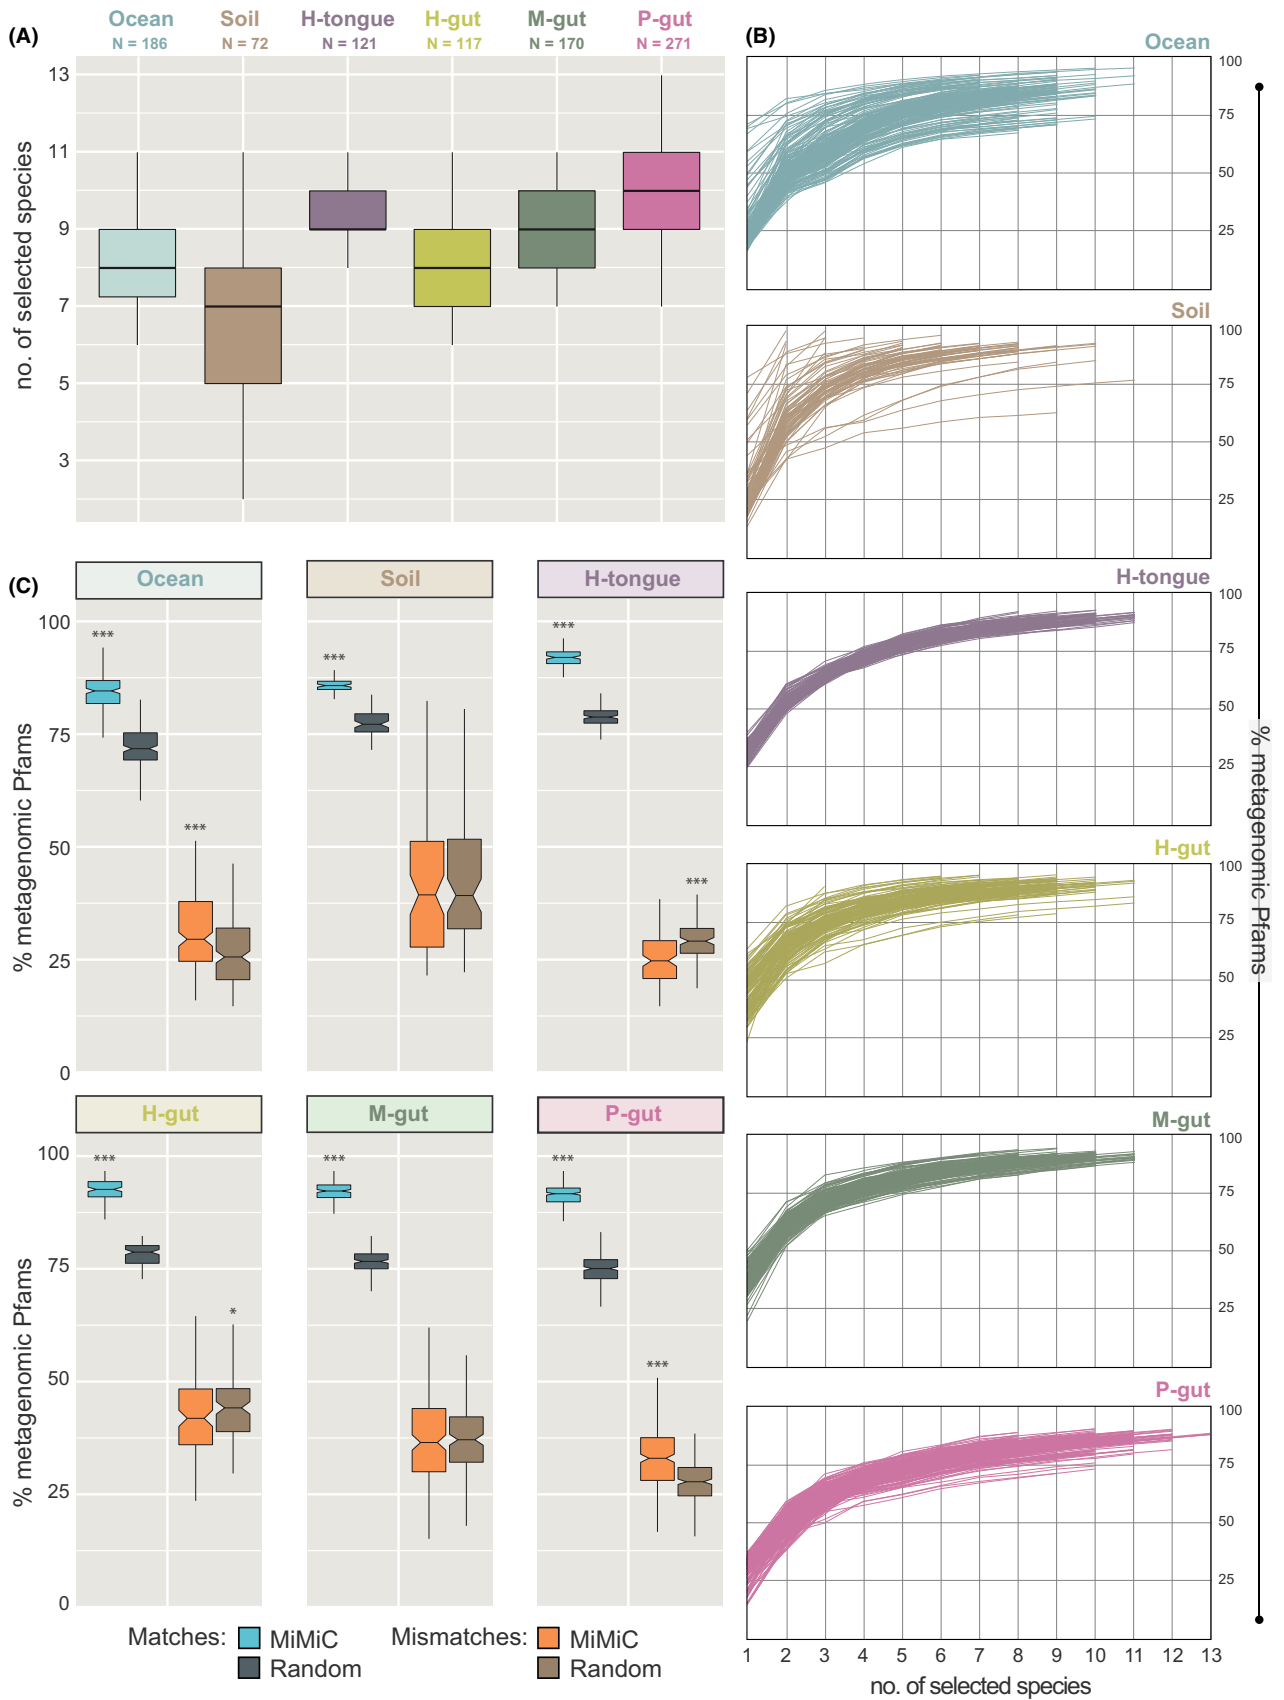 (A)
Ocean Soil H-tongue H-gut M-gut P-gut
N = 186 N = 72 N = 121 N = 117 N = 170 N = 271
13
11
9
7
5
3
no. of selected species
(B)
Ocean
100
75
50
25
Soil
100
75
50
25
H-tongue
100
75
50
25
H-gut
100
75
50
25
M-gut
100
75
50
25
P-gut
100
75
50
25
1 2 3 4 5 6 7 8 9 10 11 12 13
no. of selected species
% metagenomic Pfams
(C)
Ocean Soil H-tongue
100
75
50
25
0
% metagenomic Pfams
*** *** ***
*** ***
H-gut M-gut P-gut
100
75
50
25
0
% metagenomic Pfams
*** *** ***
* ***
Matches: MiMiC Mismatches: MiMiC
Random Random